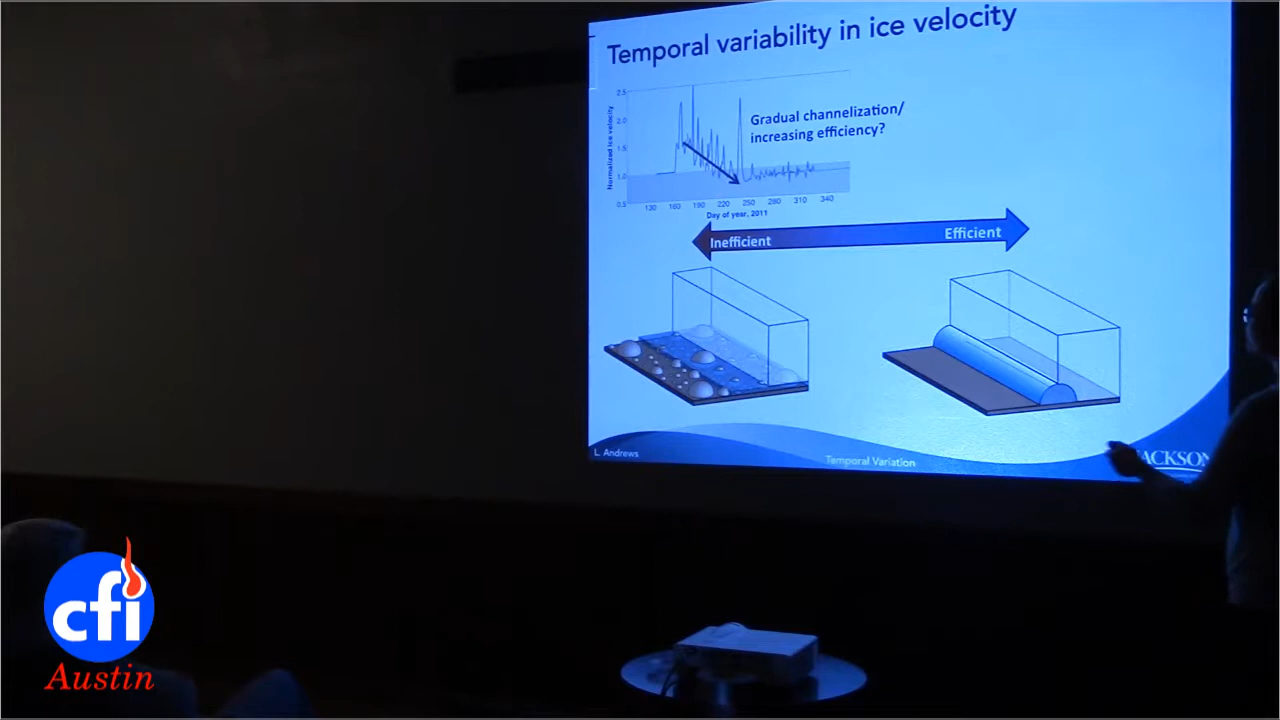 Temporal variability in ice velocity
Gradual channelization/
increasing efficiency?
Normalized ice velocity
2.5
2.0
1.5
1.0
0.5
130 160 190 220 250 280 310 340
Day of year, 2011
Inefficient
Efficient
L. Andrews
Temporal Variation
JACKSON
cfi
Austin